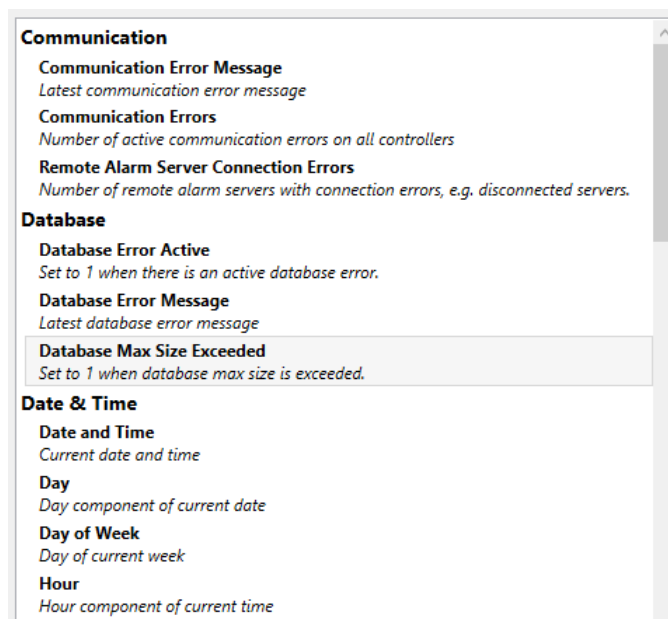 Communication
Communication Error Message
Latest communication error message
Communication Errors
Number of active communication errors on all controllers
Remote Alarm Server Connection Errors
Number of remote alarm servers with connection errors, e.g. disconnected servers.
Database
Database Error Active
Set to 1 when there is an active database error.
Database Error Message
Latest database error message
Database Max Size Exceeded
Set to 1 when database max size is exceeded.
Date & Time
Date and Time
Current date and time
Day
Day component of current date
Day of Week
Day of current week
Hour
Hour component of current time